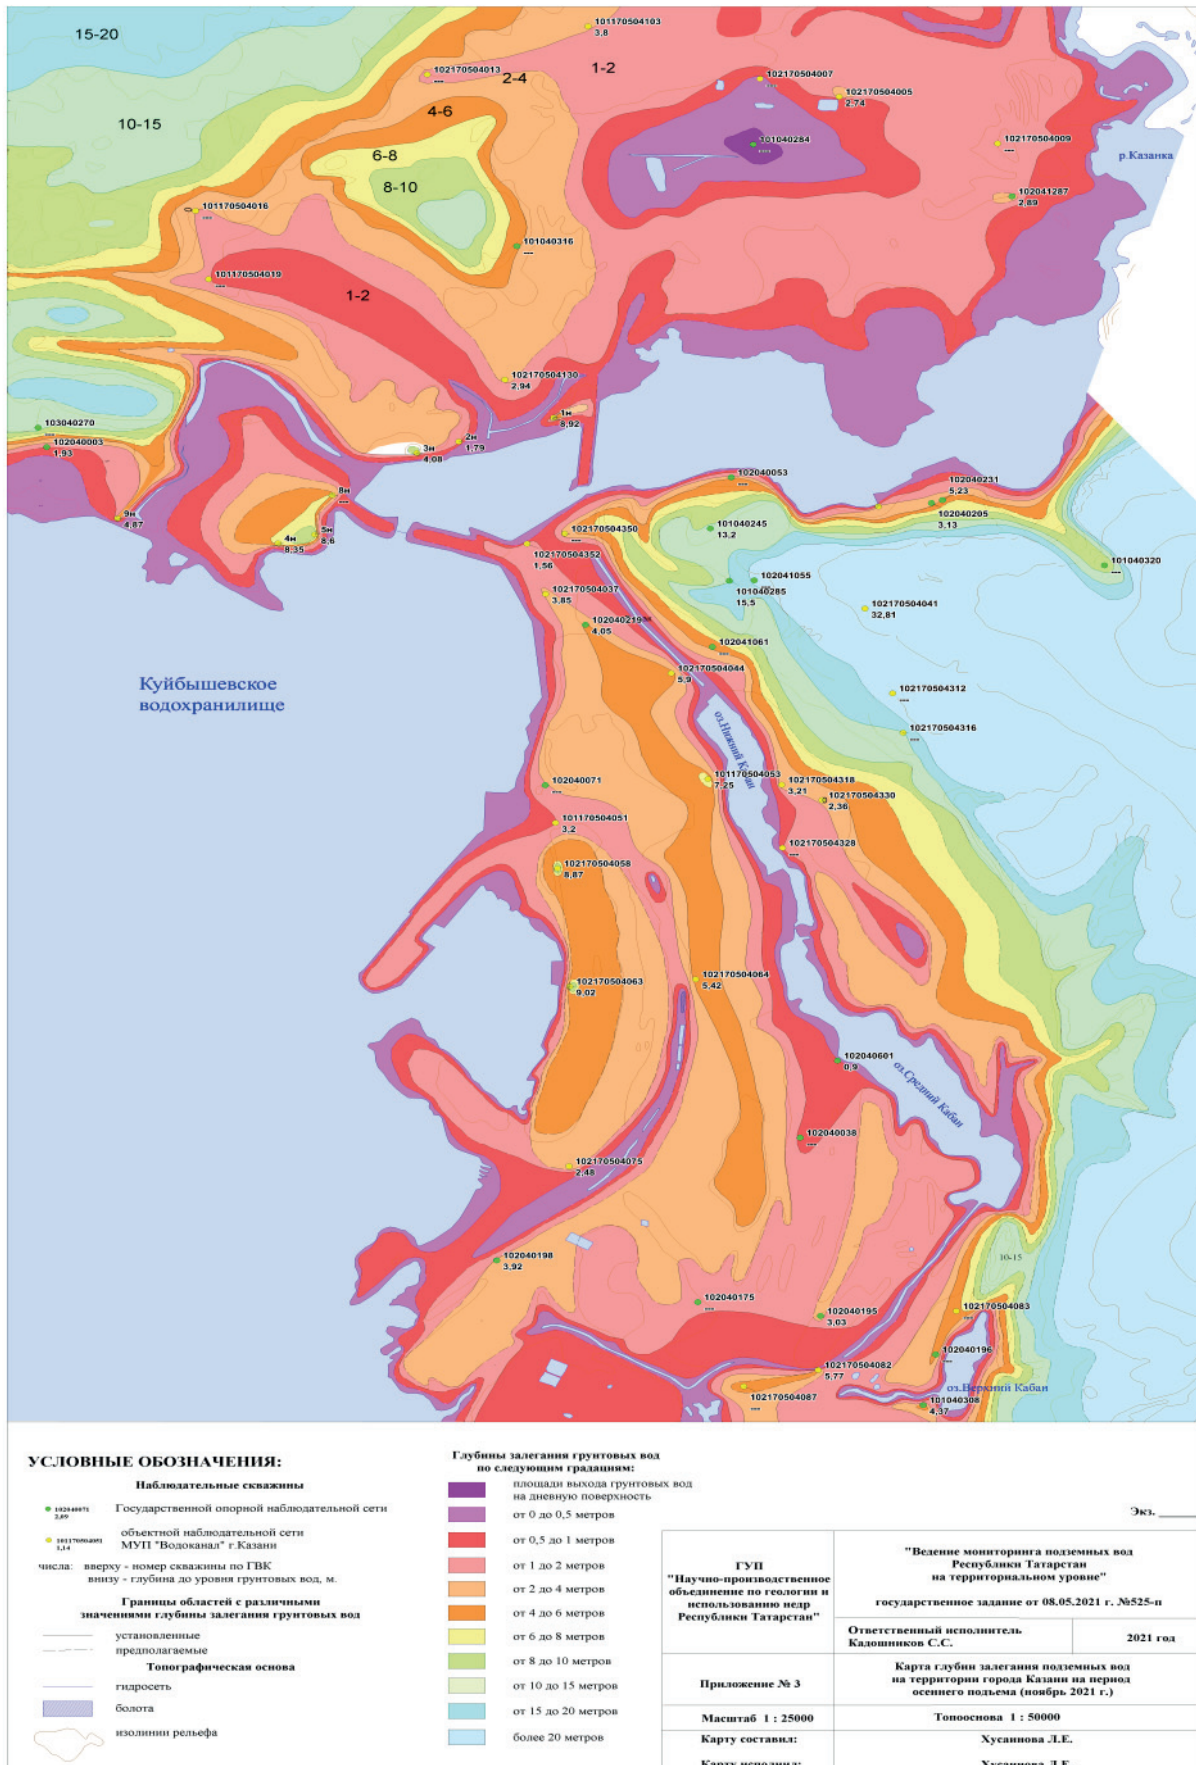 15-20
101170504103
3,8
102170504013
---
2-4
1-2
102170504007
---
102170504005
2,74
4-6
10-15
6-8
101040284
---
102170504009
---
р.Казанка
8-10
102041287
2,89
101170504016
---
101040316
---
101170504019
---
1-2
102170504130
2,94
1н
8,92
103040270
---
102040003
1,93
2н
1,79
3н
4,08
8н
---
9н
4,87
5н
8,6
4н
8,35
102040053
---
102040231
5,23
102040205
3,13
102170504350
---
101040245
13,2
102170504352
1,56
101040320
---
102041055
---
101040285
15,5
102170504037
3,85
102170504041
32,81
102040219
4,05
102041061
---
102170504044
5,9
Куйбышевское
водохранилище
102170504312
---
оз.Нижний Кабан
102170504316
---
101170504053
7,25
102040071
---
102170504318
3,21
102170504330
2,36
101170504051
3,2
102170504328
---
102170504058
8,87
102170504063
9,02
102170504064
5,42
102040601
0,9
оз.Средний Кабан
102040038
---
102170504075
2,48
102040198
3,92
10-15
102040175
---
102040195
3,03
102170504083
---
102040196
---
102170504082
5,77
102170504087
---
оз.Верхний Кабан
101040308
4,37
УСЛОВНЫЕ ОБОЗНАЧЕНИЯ:
Наблюдательные скважины
102040071
2,09
Государственной опорной наблюдательной сети
101170504051
1,14
объектной наблюдательной сети
МУП "Водоканал" г.Казани
числа: вверху - номер скважины по ГВК
внизу - глубина до уровня грунтовых вод, м.
Границы областей с различными
значениями глубины залегания грунтовых вод
установленные
предполагаемые
Топографическая основа
гидросеть
болота
изолинии рельефа
Глубины залегания грунтовых вод
по следующим градациям:
площади выхода грунтовых вод
на дневную поверхность
от 0 до 0,5 метров
от 0,5 до 1 метров
от 1 до 2 метров
от 2 до 4 метров
от 4 до 6 метров
от 6 до 8 метров
от 8 до 10 метров
от 10 до 15 метров
от 15 до 20 метров
более 20 метров
Экз. ____
ГУП
"Научно-производственное
объединение по геологии и
использованию недр
Республики Татарстан"
"Ведение мониторинга подземных вод
Республики Татарстан
на территориальном уровне"
государственное задание от 08.05.2021 г. №525-п
Ответственный исполнитель
Кадошников С.С.
2021 год
Приложение № 3
Карта глубин залегания подземных вод
на территории города Казани на период
осеннего подъема (ноябрь 2021 г.)
Масштаб 1 : 25000
Топооснова 1 : 50000
Карту составил:
Хусаинова Л.Е.
Карту исполнил:
Хусаинова Л.Е.